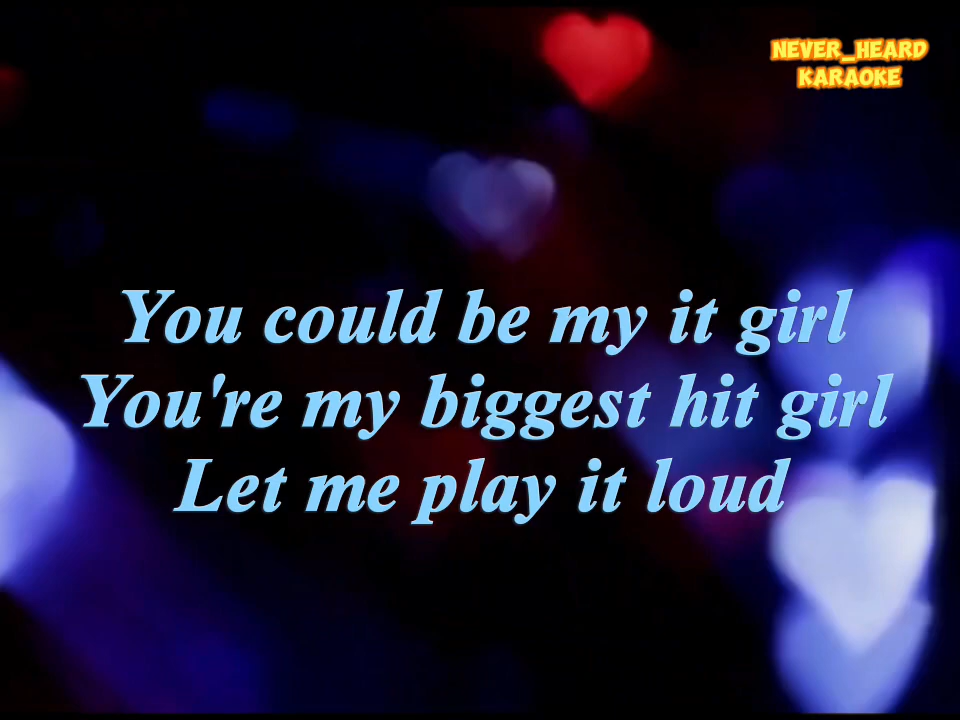 NEVER_HEARD
KARAOKE
You could be my it girl
You're my biggest hit girl
Let me play it loud